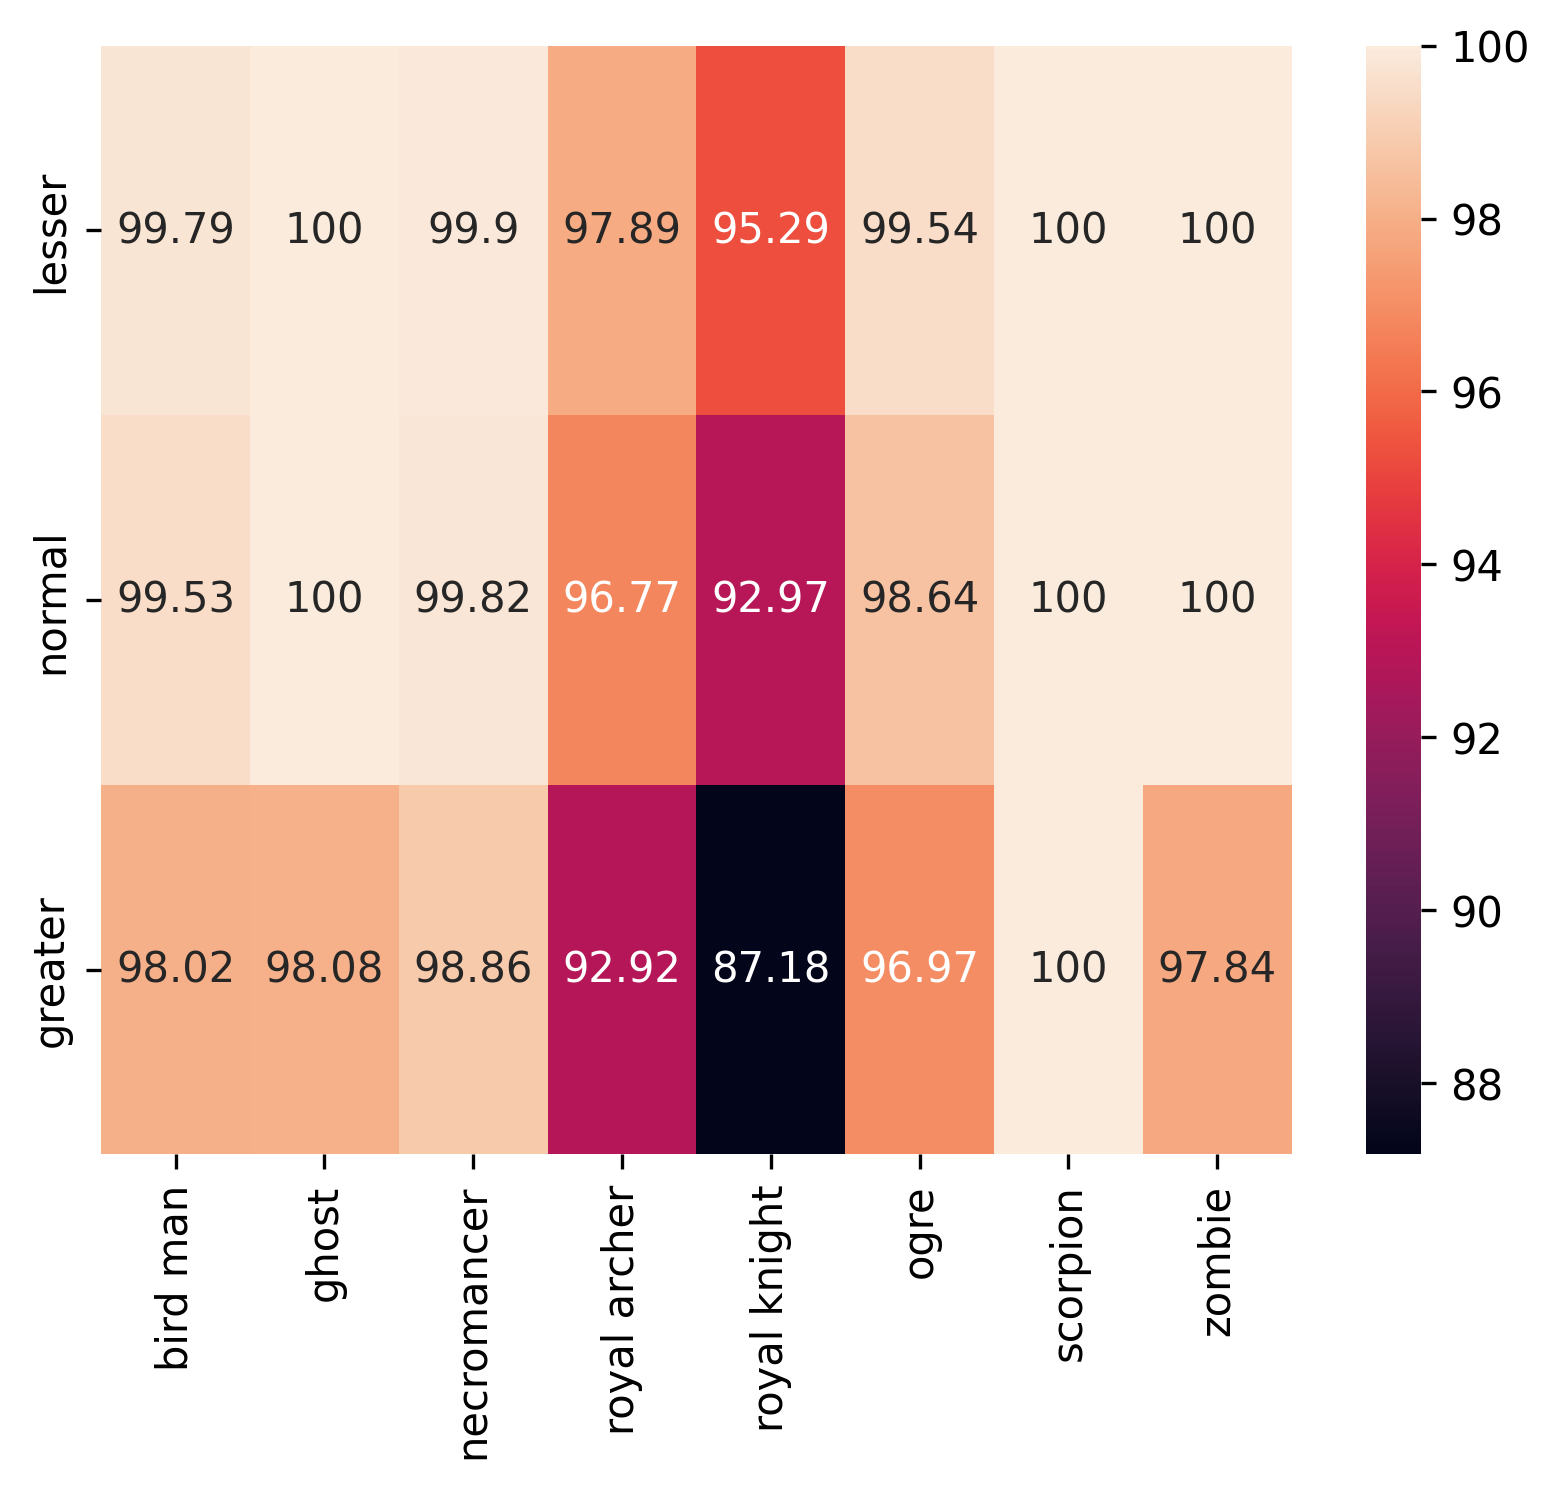 lesser 99.79 100 99.9 97.89 95.29 99.54 100 100
normal 99.53 100 99.82 96.77 92.97 98.64 100 100
greater 98.02 98.08 98.86 92.92 87.18 96.97 100 97.84
bird man
ghost
necromancer
royal archer
royal knight
ogre
scorpion
zombie
100
98
96
94
92
90
88